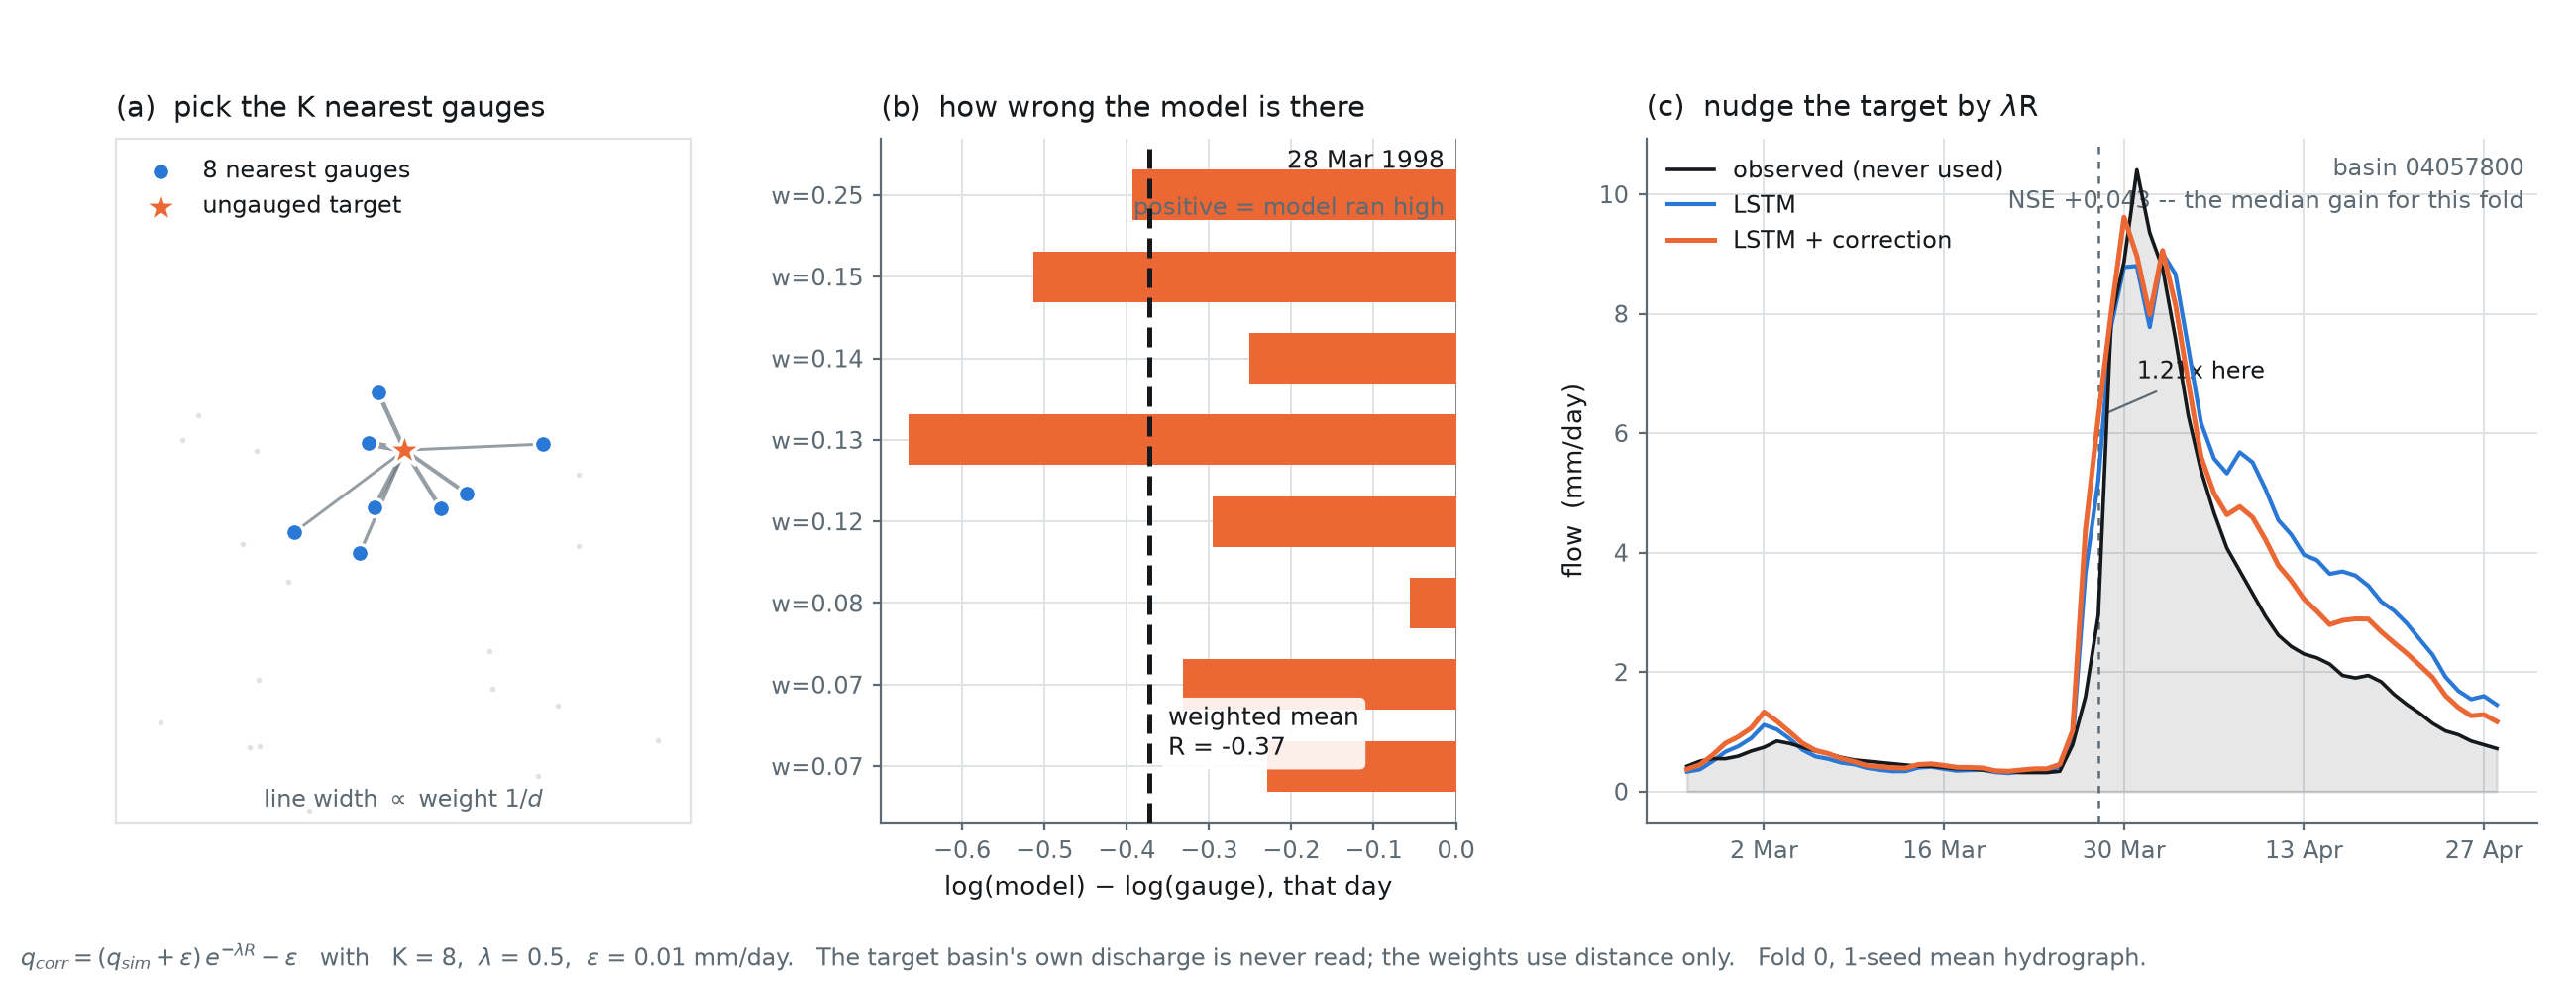 (a) pick the K nearest gauges
8 nearest gauges
ungauged target
line width ∝ weight 1/d
(b) how wrong the model is there
28 Mar 1998
positive = model ran high
w=0.25
w=0.15
w=0.14
w=0.13
w=0.12
w=0.08
w=0.07
w=0.07
weighted mean
R = -0.37
−0.6 −0.5 −0.4 −0.3 −0.2 −0.1 0.0
log(model) − log(gauge), that day
(c) nudge the target by λR
observed (never used)
LSTM
LSTM + correction
basin 04057800
NSE +0.043 -- the median gain for this fold
1.21x here
flow (mm/day)
10
8
6
4
2
0
2 Mar 16 Mar 30 Mar 13 Apr 27 Apr
q_corr = (q_sim + ε) e^−λR − ε with K = 8, λ = 0.5, ε = 0.01 mm/day. The target basin's own discharge is never read; the weights use distance only. Fold 0, 1-seed mean hydrograph.